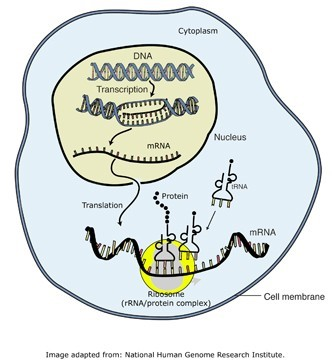 Cytoplasm
DNA
Transcription
mRNA
Nucleus
tRNA
Protein
Translation
mRNA
Ribosome
(rRNA/protein complex)
Cell membrane
Image adapted from: National Human Genome Research Institute.